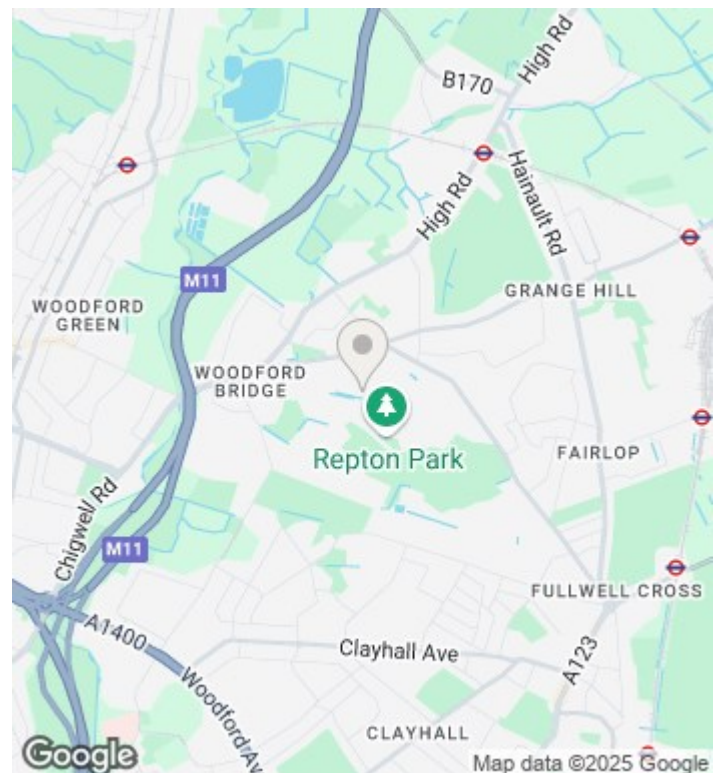 High Rd
B170
High Rd
Hainault Rd
M11
GRANGE HILL
WOODFORD
GREEN
WOODFORD
BRIDGE
Repton Park
FAIRLOP
Chigwell Rd
M11
FULLWELL CROSS
A1400
Woodford Av
Clayhall Ave
A123
CLAYHALL
Google
Map data ©2025 Google